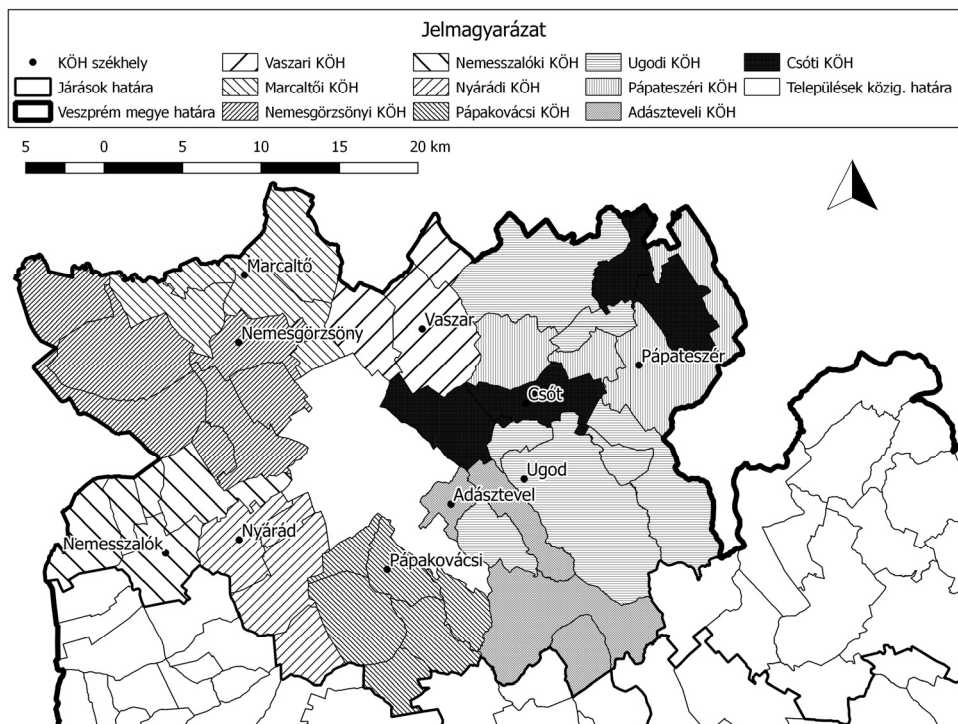 Jelmagyarázat
KÖH székhely
Vaszari KÖH
Nemesszalóki KÖH
Ugodi KÖH
Csóti KÖH
Járások határa
Marcaltői KÖH
Nyárádi KÖH
Pápateszéri KÖH
Települések közig. határa
Veszprém megye határa
Nemesgörzsönyi KÖH
Pápakovácsi KÖH
Adászteveli KÖH
5 0 5 10 15 20 km
Marcaltő
Vaszar
Nemesgörzsöny
Pápateszér
Csót
Ugod
Adásztevel
Nyárád
Nemesszalók
Pápakovácsi